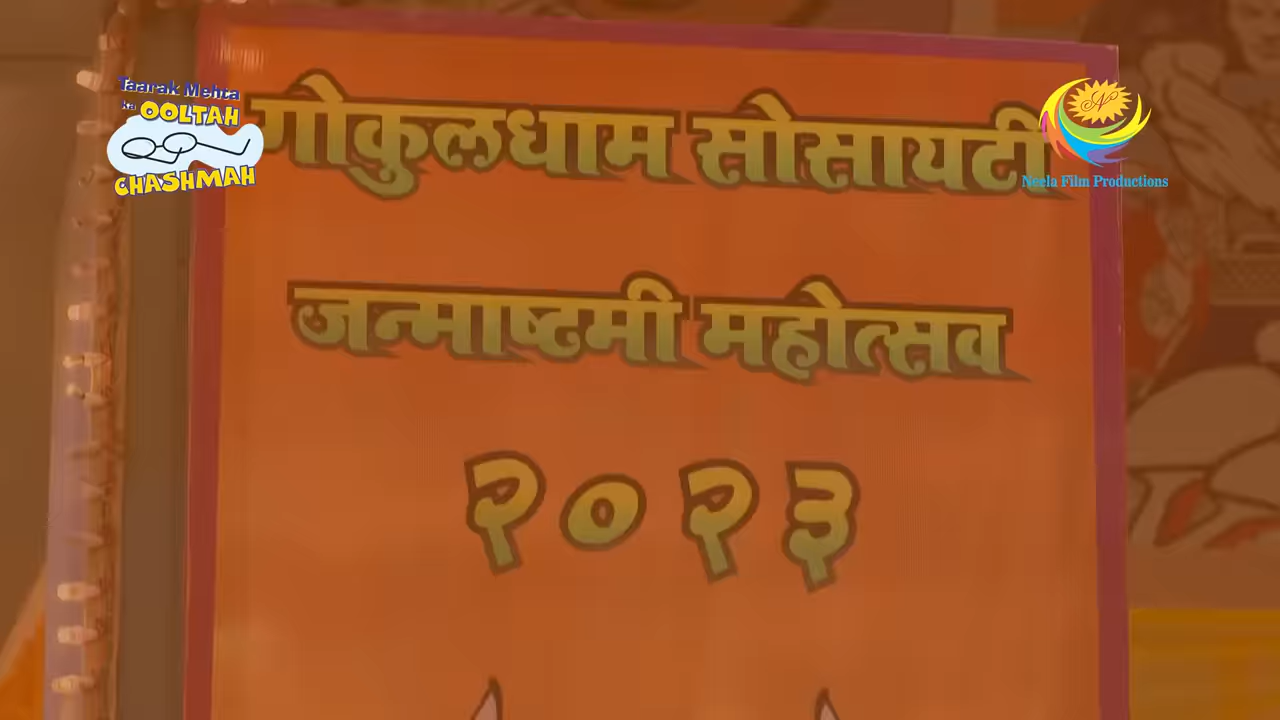 Taarak Mehta
ka OOLTAH
CHASHMAH
Neela Film Productions
गोकुलधाम सोसायटी
जन्माष्टमी महोत्सव
२०२३